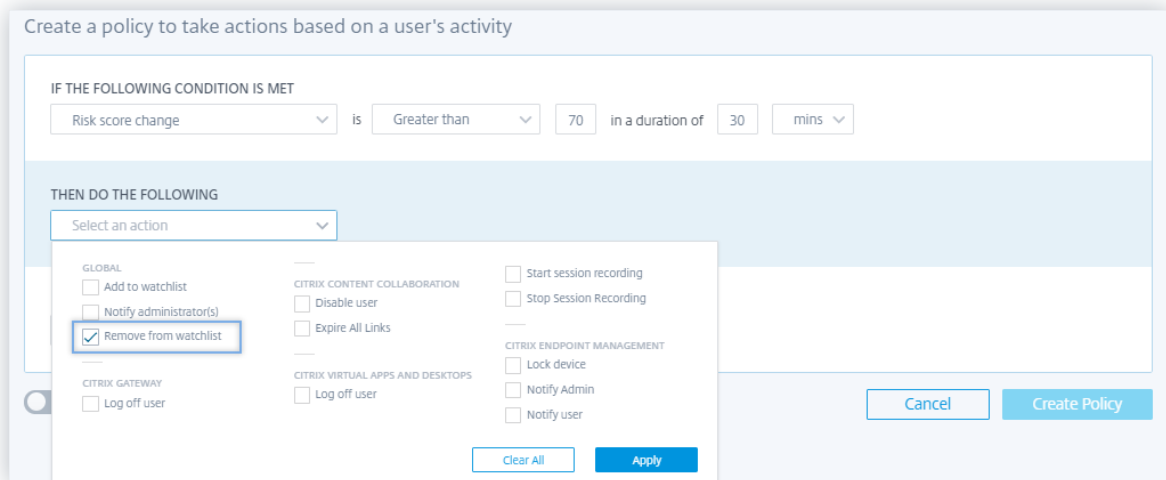 Create a policy to take actions based on a user's activity
IF THE FOLLOWING CONDITION IS MET
Risk score change is Greater than 70 in a duration of 30 mins
THEN DO THE FOLLOWING
Select an action
GLOBAL
Add to watchlist
Notify administrator(s)
Remove from watchlist
CITRIX GATEWAY
Log off user
CITRIX CONTENT COLLABORATION
Disable user
Expire All Links
CITRIX VIRTUAL APPS AND DESKTOPS
Log off user
Start session recording
Stop Session Recording
CITRIX ENDPOINT MANAGEMENT
Lock device
Notify Admin
Notify user
Clear All Apply
Cancel Create Policy